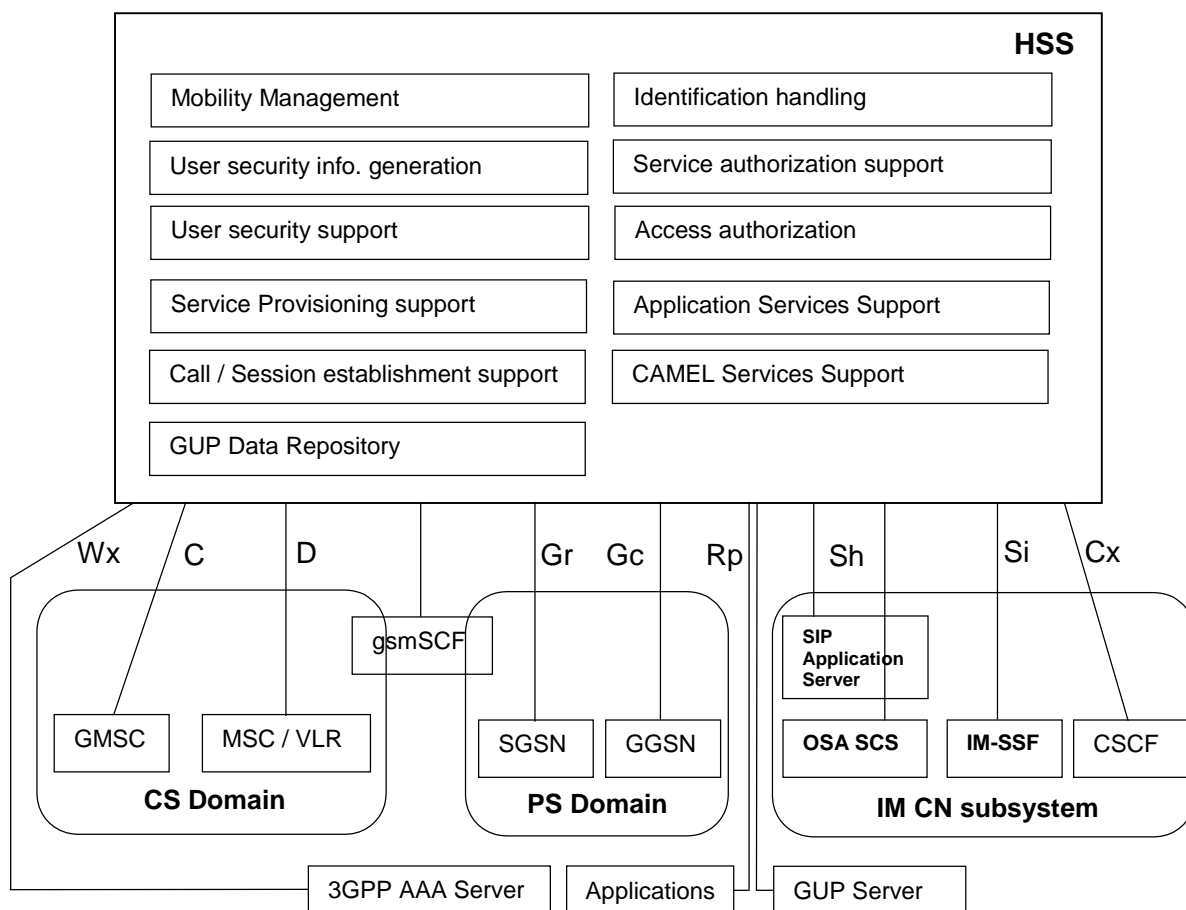 HSS
Mobility Management
Identification handling
User security info. generation
Service authorization support
User security support
Access authorization
Service Provisioning support
Application Services Support
Call / Session establishment support
CAMEL Services Support
GUP Data Repository
Wx
C
D
Gr
Gc
Rp
Sh
Si
Cx
gsmSCF
SIP
Application
Server
GMSC
MSC / VLR
SGSN
GGSN
OSA SCS
IM-SSF
CSCF
CS Domain
PS Domain
IM CN subsystem
3GPP AAA Server
Applications
GUP Server